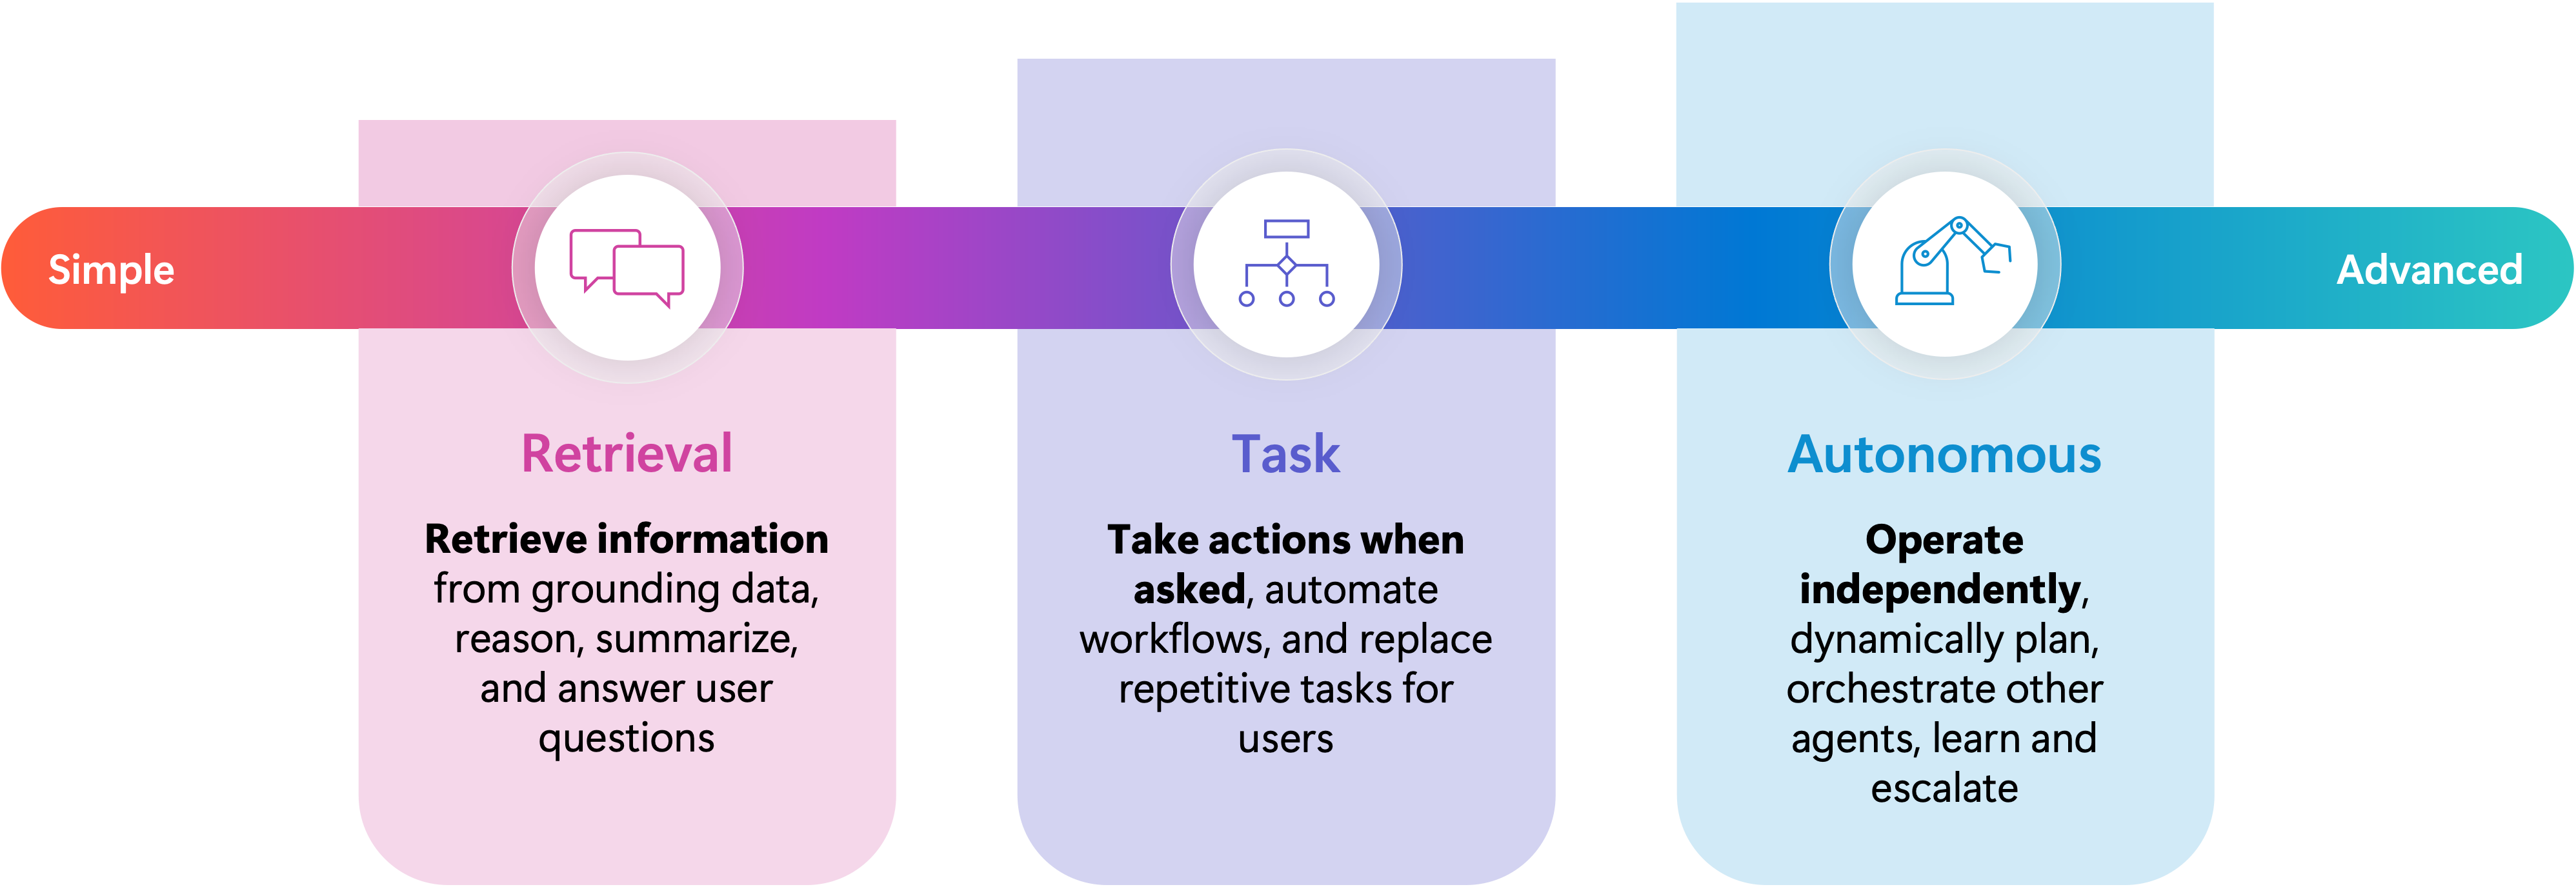 Simple
Advanced
Retrieval
Retrieve information
from grounding data,
reason, summarize,
and answer user
questions
Task
Take actions when
asked, automate
workflows, and replace
repetitive tasks for
users
Autonomous
Operate
independently,
dynamically plan,
orchestrate other
agents, learn and
escalate